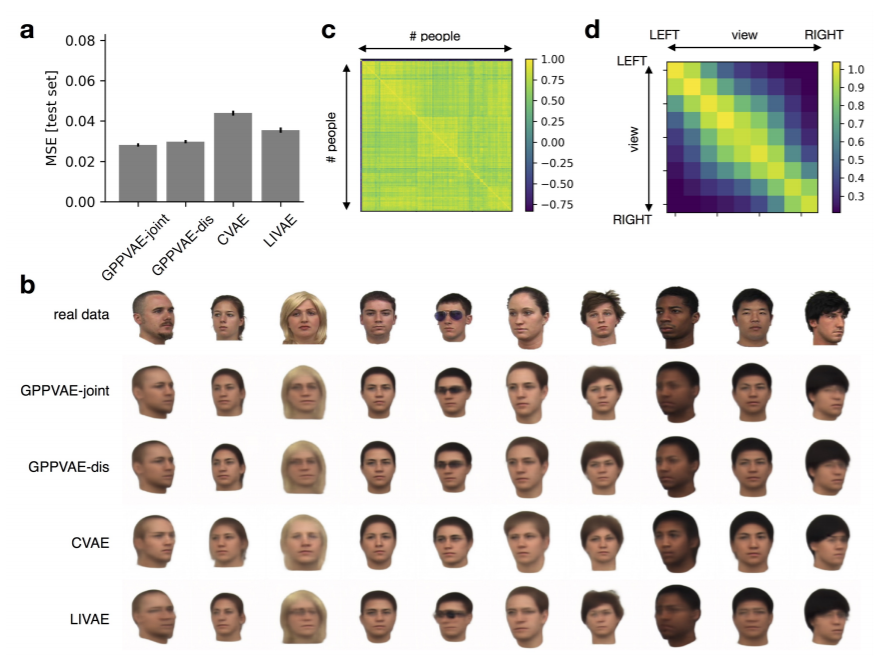 a
0.08
0.06
0.04
0.02
0.00
MSE [test set]
GPPVAE-joint
GPPVAE-dis
CVAE
LIVAE
c
# people
# people
1.00
0.75
0.50
0.25
0.00
−0.25
−0.50
−0.75
d
LEFT
view
RIGHT
LEFT
view
RIGHT
1.0
0.9
0.8
0.7
0.6
0.5
0.4
0.3
b
real data
GPPVAE-joint
GPPVAE-dis
CVAE
LIVAE